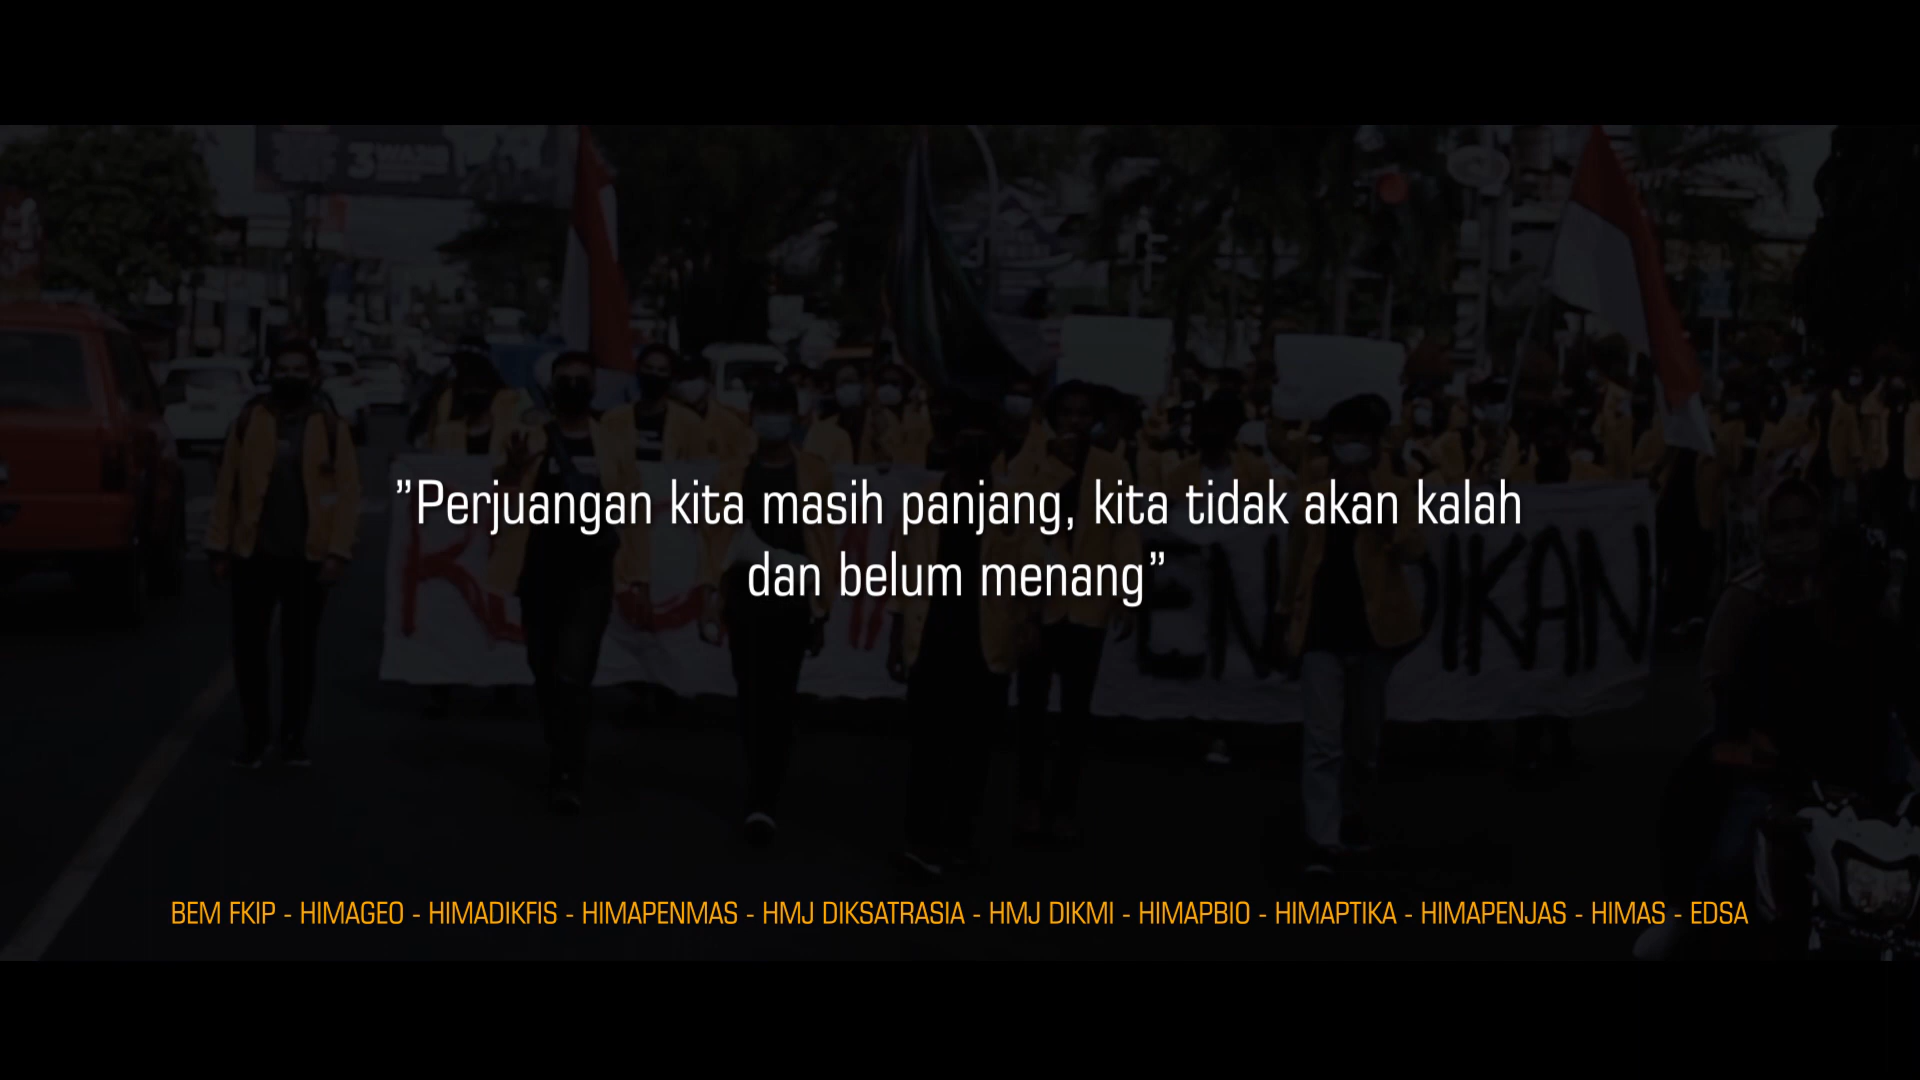 ”Perjuangan kita masih panjang, kita tidak akan kalah
dan belum menang”
BEM FKIP - HIMAGEO - HIMADIKFIS - HIMAPENMAS - HMJ DIKSATRASIA - HMJ DIKMI - HIMAPBIO - HIMAPTIKA - HIMAPENJAS - HIMAS - EDSA